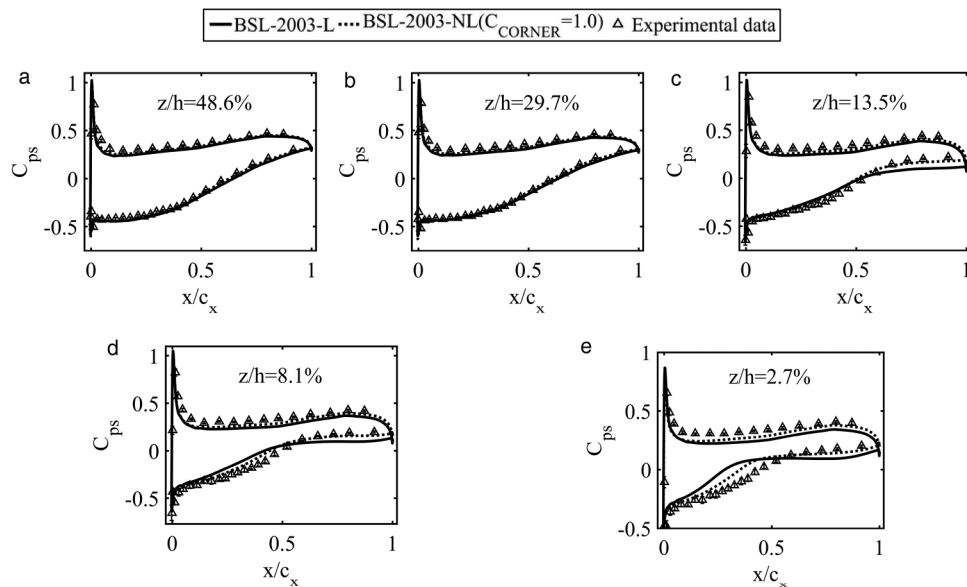 BSL-2003-L BSL-2003-NL(C_CORNER=1.0) Experimental data
a
z/h=48.6%
C_ps
1
0.5
0
-0.5
0 0.5 1
x/c_x
b
z/h=29.7%
C_ps
1
0.5
0
-0.5
0 0.5 1
x/c_x
c
z/h=13.5%
C_ps
1
0.5
0
-0.5
0 0.5 1
x/c_x
d
z/h=8.1%
C_ps
1
0.5
0
-0.5
0 0.5 1
x/c_x
e
z/h=2.7%
C_ps
1
0.5
0
-0.5
0 0.5 1
x/c_x